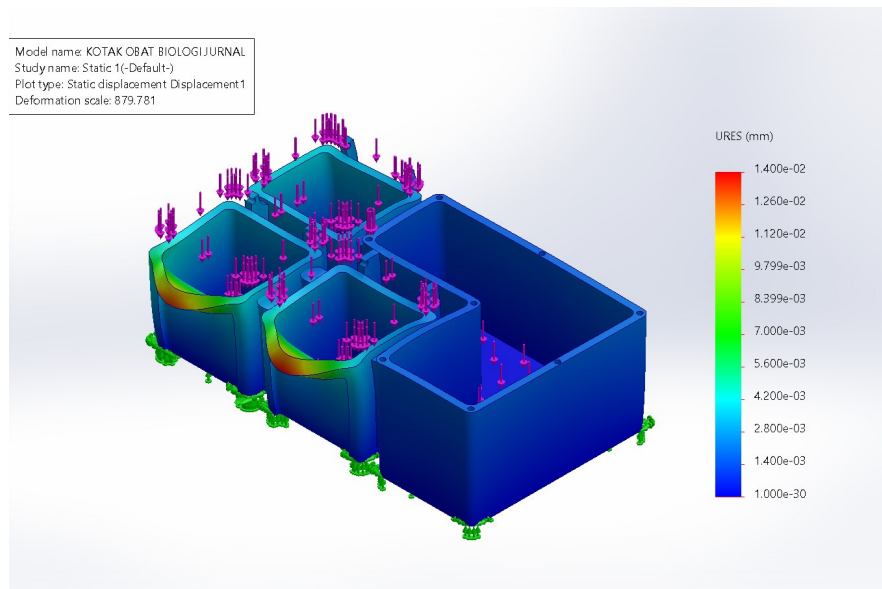 Model name: KOTAK OBAT BIOLOGI JURNAL
Study name: Static 1(-Default-)
Plot type: Static displacement Displacement1
Deformation scale: 879.781
URES (mm)
1.400e-02
1.260e-02
1.120e-02
9.799e-03
8.399e-03
7.000e-03
5.600e-03
4.200e-03
2.800e-03
1.400e-03
1.000e-30